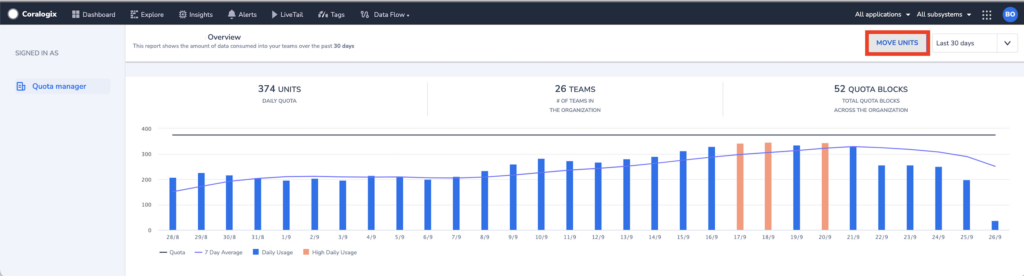 Coralogix Dashboard Explore Insights Alerts LiveTail Tags Data Flow All applications All subsystems BO
SIGNED IN AS
Quota manager
Overview
This report shows the amount of data consumed into your teams over the past 30 days
MOVE UNITS Last 30 days
374 UNITS
DAILY QUOTA
26 TEAMS
# OF TEAMS IN
THE ORGANIZATION
52 QUOTA BLOCKS
TOTAL QUOTA BLOCKS
ACROSS THE ORGANIZATION
400
300
200
100
0
28/8 29/8 30/8 31/8 1/9 2/9 3/9 4/9 5/9 6/9 7/9 8/9 9/9 10/9 11/9 12/9 13/9 14/9 15/9 16/9 17/9 18/9 19/9 20/9 21/9 22/9 23/9 24/9 25/9 26/9
Quota 7 Day Average Daily Usage High Daily Usage